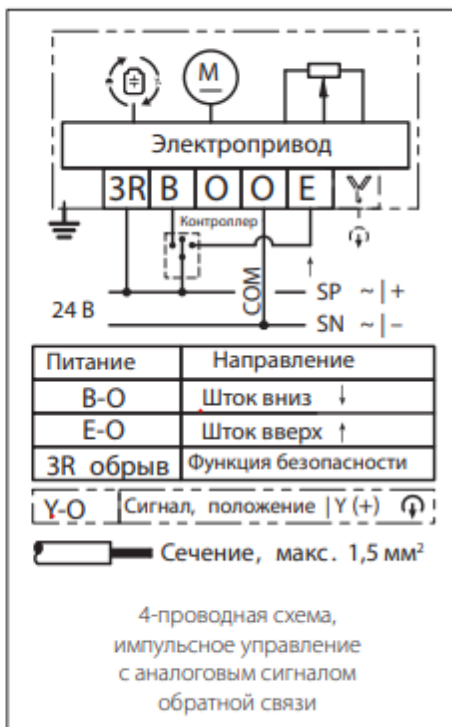 M
Электропривод
3R B O O E Y
Контроллер
COM
24 В
SP ~ | +
SN ~ | −
Питание Направление
B-O Шток вниз ↓
E-O Шток вверх ↑
3R обрыв Функция безопасности
Y-O Сигнал, положение | Y (+)
Сечение, макс. 1,5 мм²
4-проводная схема,
импульсное управление
с аналоговым сигналом
обратной связи